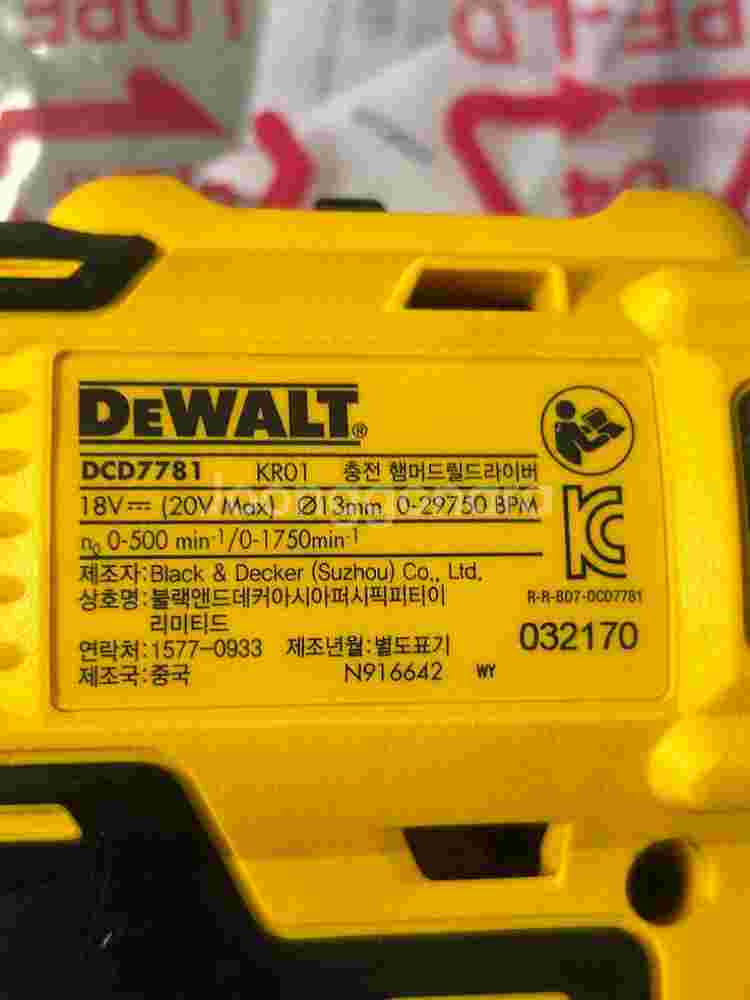 LDPE
PE-LD
04
DEWALT®
DCD7781 KR01 충전 햄머드릴드라이버
18V⎓ (20V Max) Ø13mm 0-29750 BPM
n₀ 0-500 min⁻¹/0-1750min⁻¹
제조자:Black & Decker (Suzhou) Co., Ltd.
상호명:블랙앤드데커아시아퍼시픽피티이
리미티드
R-R-BD7-DCD7781
연락처:1577-0933 제조년월:별도표기
032170
제조국:중국 N916642 WY